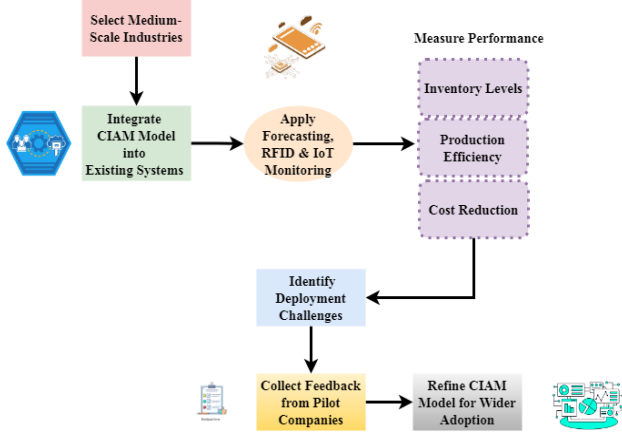 Select Medium-
Scale Industries
Measure Performance
Inventory Levels
Integrate
CIAM Model
into
Existing Systems
Apply
Forecasting,
RFID & IoT
Monitoring
Production
Efficiency
Cost Reduction
Identify
Deployment
Challenges
Collect Feedback
from Pilot
Companies
Refine CIAM
Model for Wider
Adoption